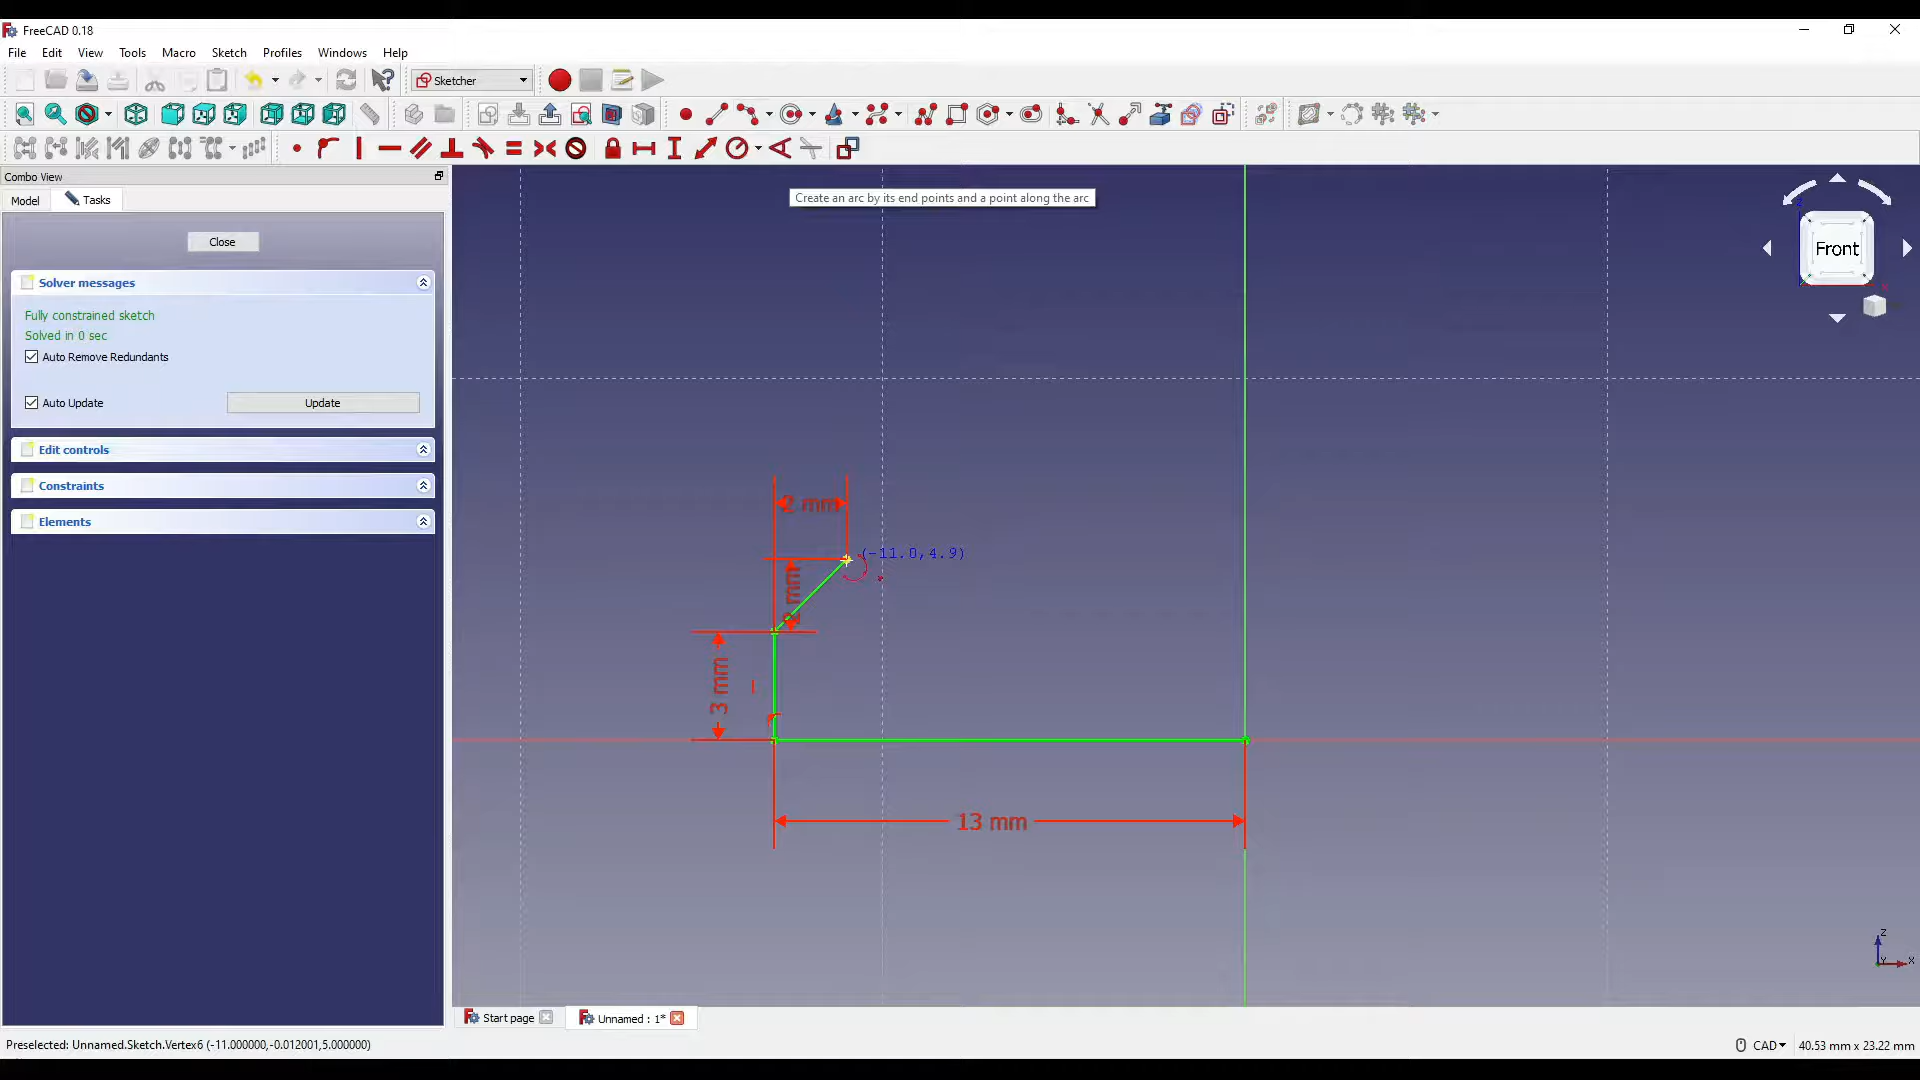 FreeCAD 0.18
File Edit View Tools Macro Sketch Profiles Windows Help
Sketcher
Combo View
Model Tasks
Create an arc by its end points and a point along the arc
Close
Front
Solver messages
Fully constrained sketch
Solved in 0 sec
Auto Remove Redundants
Auto Update Update
Edit controls
Constraints
Elements
2 mm
(-11.0,4.9)
mm
3 mm
13 mm
Z
Y X
Start page Unnamed : 1*
Preselected: Unnamed.Sketch.Vertex6 (-11.000000,-0.012001,5.000000)
CAD 40.53 mm x 23.22 mm